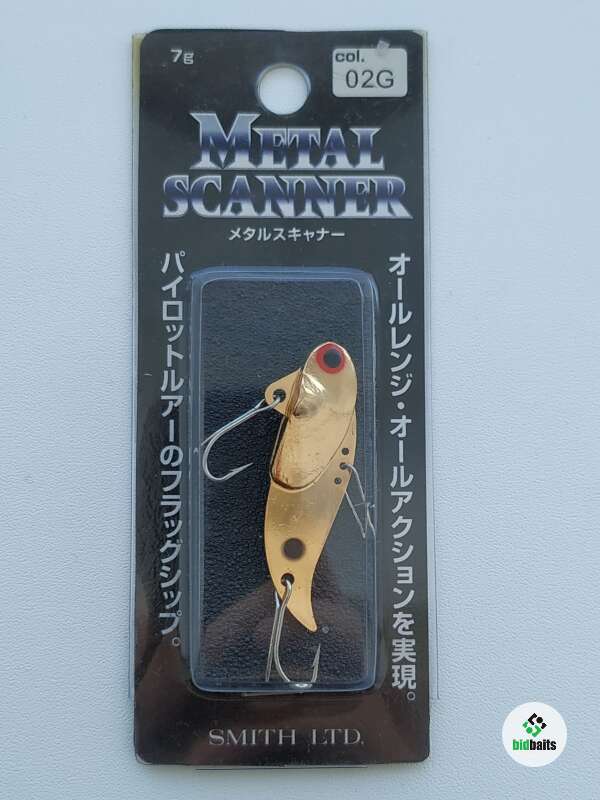 7g
col.
02G
METAL
SCANNER
メタルスキャナー
オールレンジ・オールアクションを実現。
パイロットルアーのフラッグシップ。
SMITH LTD.
bidbaits